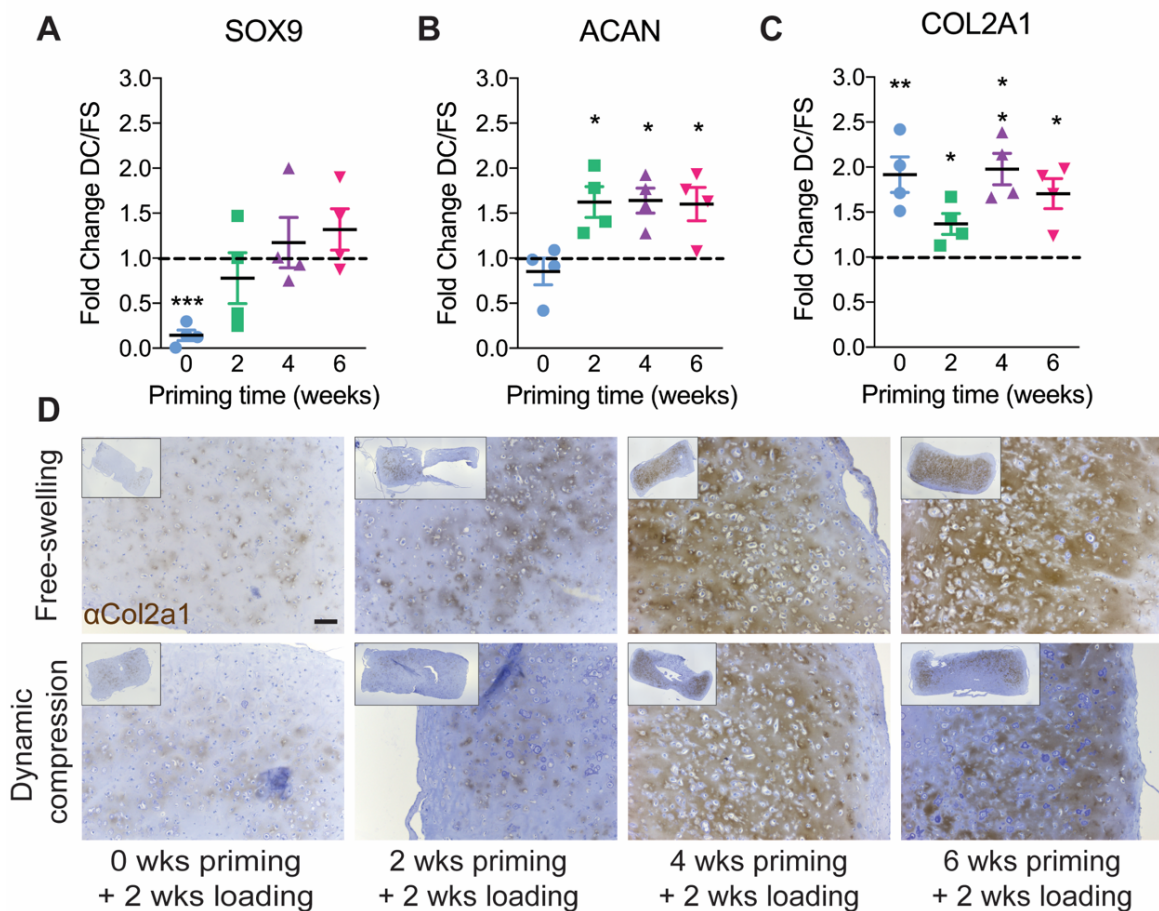 A
SOX9
Fold Change DC/FS
3.0
2.5
2.0
1.5
1.0
0.5
0.0
***
0 2 4 6
Priming time (weeks)
B
ACAN
Fold Change DC/FS
3.0
2.5
2.0
1.5
1.0
0.5
0.0
* * *
0 2 4 6
Priming time (weeks)
C
COL2A1
Fold Change DC/FS
3.0
2.5
2.0
1.5
1.0
0.5
0.0
**
*
*
*
*
0 2 4 6
Priming time (weeks)
D
Free-swelling
αCol2a1
Dynamic
compression
0 wks priming
+ 2 wks loading
2 wks priming
+ 2 wks loading
4 wks priming
+ 2 wks loading
6 wks priming
+ 2 wks loading